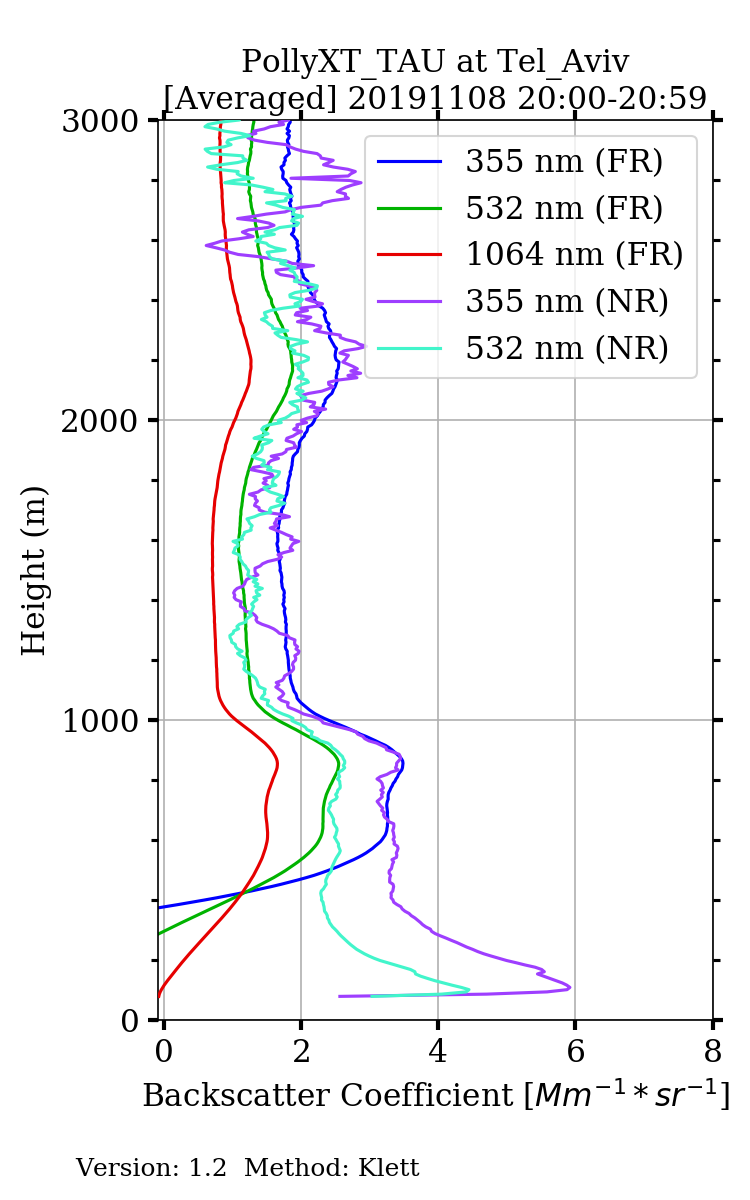 PollyXT_TAU at Tel_Aviv
[Averaged] 20191108 20:00-20:59
3000
2000
1000
0
Height (m)
355 nm (FR)
532 nm (FR)
1064 nm (FR)
355 nm (NR)
532 nm (NR)
0 2 4 6 8
Backscatter Coefficient [Mm⁻¹ * sr⁻¹]
Version: 1.2 Method: Klett